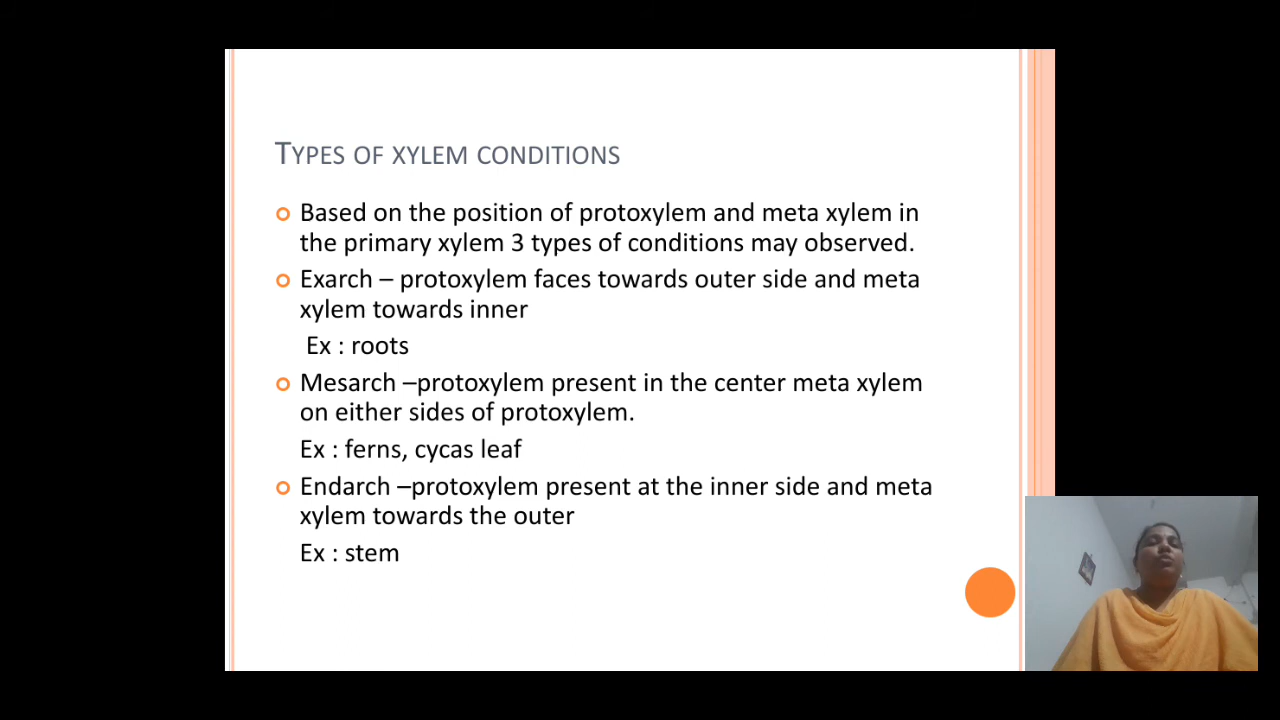 Types of xylem conditions
Based on the position of protoxylem and meta xylem in
the primary xylem 3 types of conditions may observed.
Exarch – protoxylem faces towards outer side and meta
xylem towards inner
Ex : roots
Mesarch –protoxylem present in the center meta xylem
on either sides of protoxylem.
Ex : ferns, cycas leaf
Endarch –protoxylem present at the inner side and meta
xylem towards the outer
Ex : stem